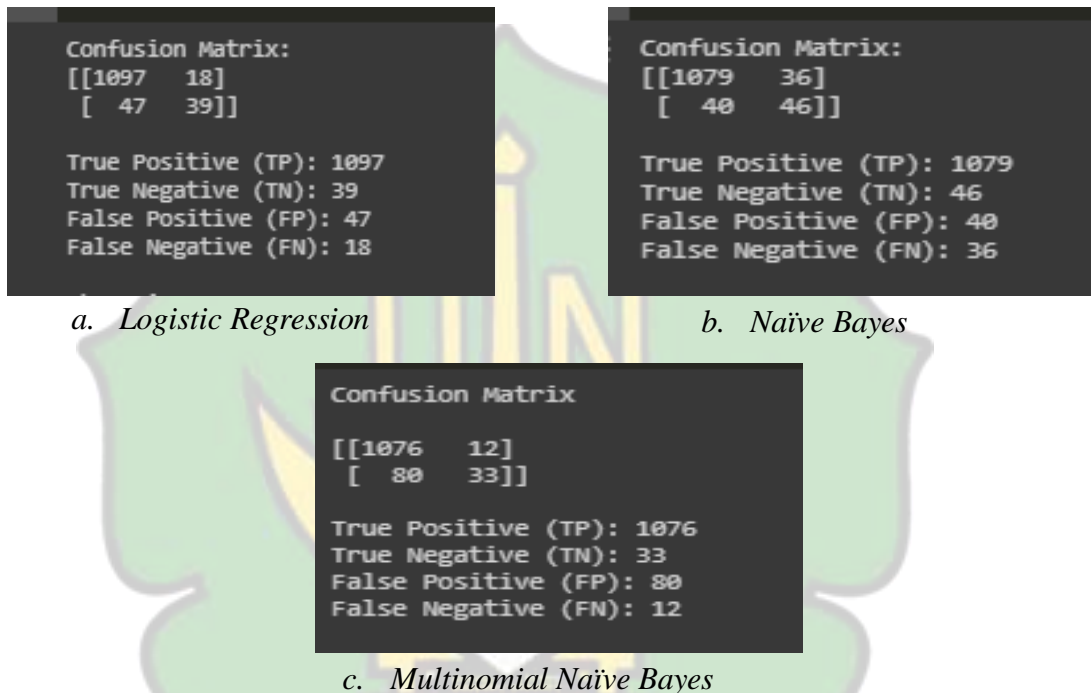 Confusion Matrix:
[[1097 18]
[ 47 39]]
True Positive (TP): 1097
True Negative (TN): 39
False Positive (FP): 47
False Negative (FN): 18
a. Logistic Regression
Confusion Matrix:
[[1079 36]
[ 40 46]]
True Positive (TP): 1079
True Negative (TN): 46
False Positive (FP): 40
False Negative (FN): 36
b. Naïve Bayes
Confusion Matrix
[[1076 12]
[ 80 33]]
True Positive (TP): 1076
True Negative (TN): 33
False Positive (FP): 80
False Negative (FN): 12
c. Multinomial Naïve Bayes